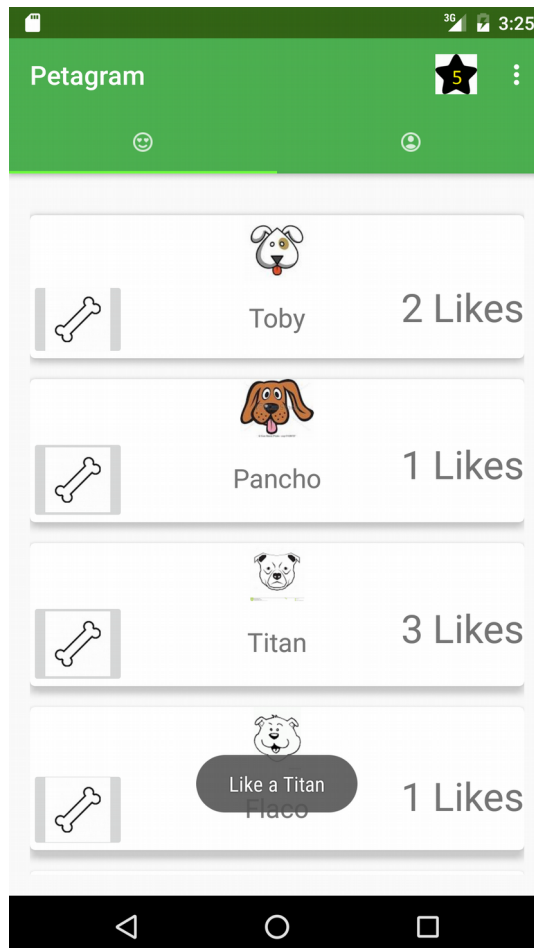 3G 3:25
Petagram 5
Toby 2 Likes
Pancho 1 Likes
Titan 3 Likes
Like a Titan
Flaco 1 Likes